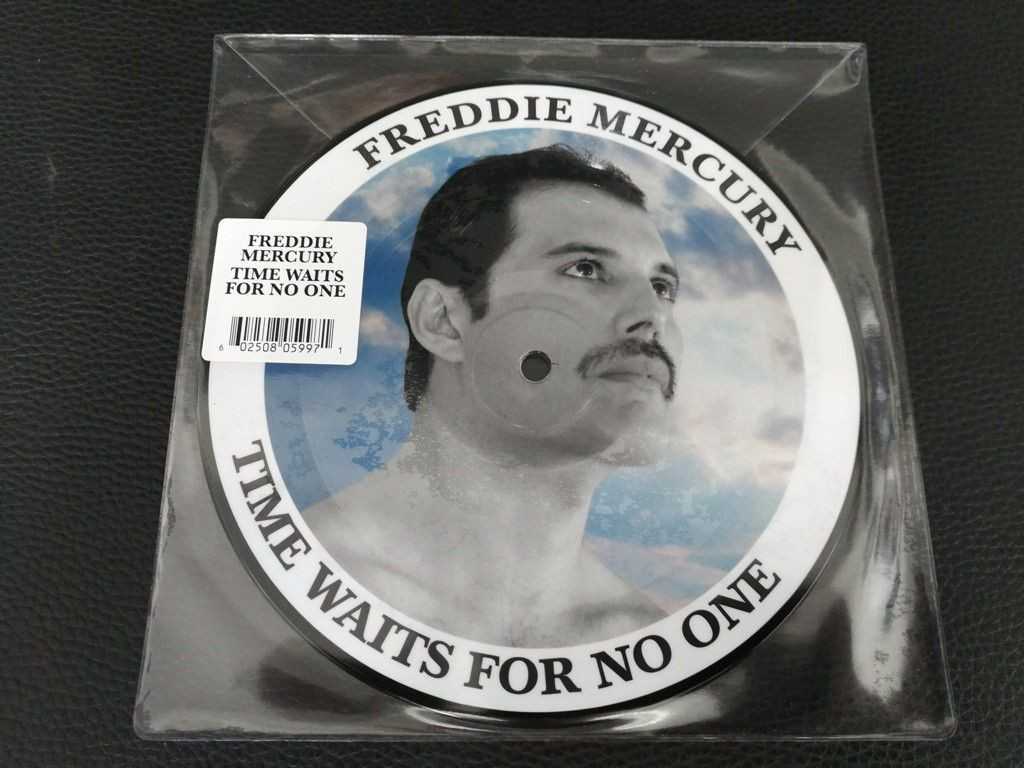 FREDDIE MERCURY
FREDDIE
MERCURY
TIME WAITS
FOR NO ONE
6 02508 05997 1
TIME WAITS FOR NO ONE